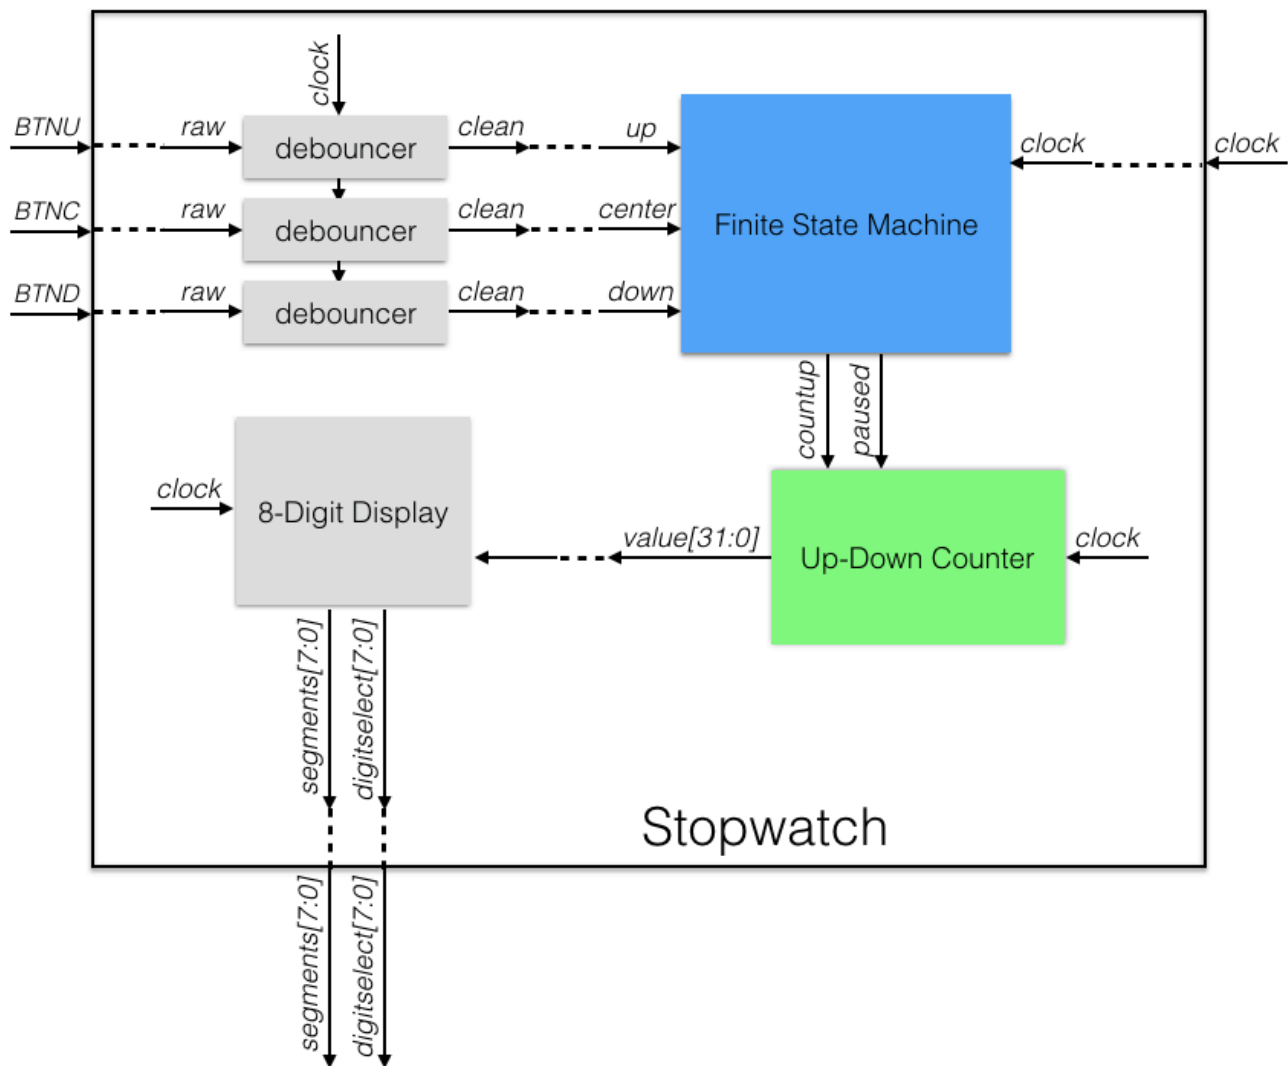 clock
BTNU raw debouncer clean up
clock clock
BTNC raw debouncer clean center
Finite State Machine
BTND raw debouncer clean down
countup paused
clock
8-Digit Display
value[31:0]
Up-Down Counter
clock
segments[7:0] digitselect[7:0]
Stopwatch
segments[7:0] digitselect[7:0]